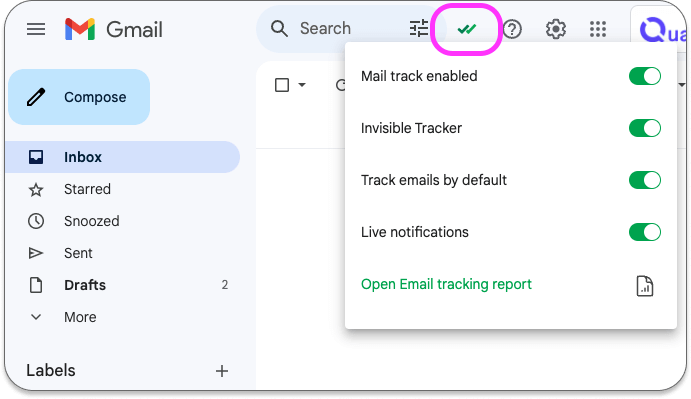 Gmail
Search
Qua
Compose
Mail track enabled
Inbox
Invisible Tracker
Starred
Track emails by default
Snoozed
Live notifications
Sent
Drafts 2
Open Email tracking report
More
Labels